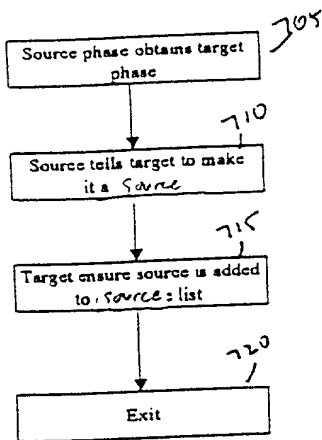 705
Source phase obtains target
phase
710
Source tells target to make
it a source
715
Target ensure source is added
to source: list
720
Exit